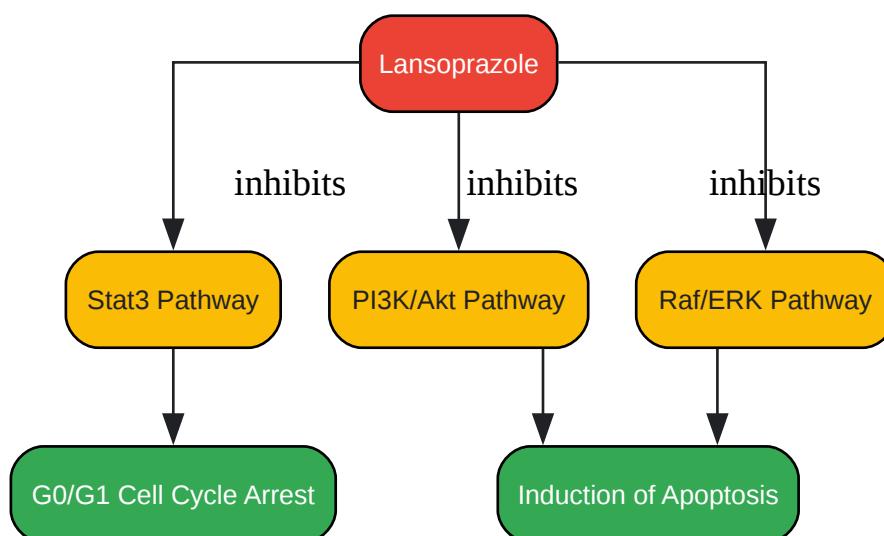 Lansoprazole
inhibits
inhibits
inhibits
Stat3 Pathway
PI3K/Akt Pathway
Raf/ERK Pathway
G0/G1 Cell Cycle Arrest
Induction of Apoptosis